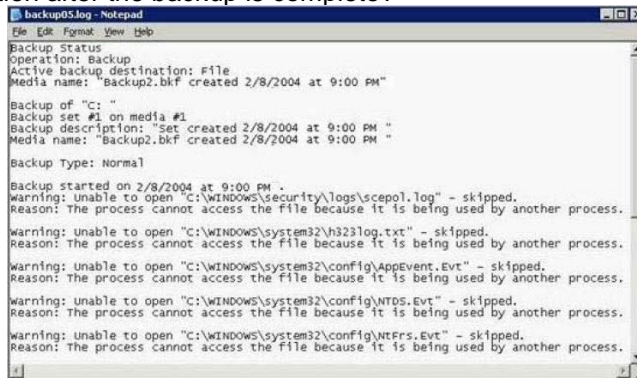 tion after the backup is complete?
backup05.log - Notepad
File Edit Format View Help
Backup Status
Operation: Backup
Active backup destination: File
Media name: "Backup2.bkf created 2/8/2004 at 9:00 PM"
Backup of "C: "
Backup set #1 on media #1
Backup description: "Set created 2/8/2004 at 9:00 PM "
Media name: "Backup2.bkf created 2/8/2004 at 9:00 PM "
Backup Type: Normal
Backup started on 2/8/2004 at 9:00 PM .
Warning: Unable to open "C:\WINDOWS\security\logs\scepol.log" - skipped.
Reason: The process cannot access the file because it is being used by another process.
Warning: Unable to open "C:\WINDOWS\system32\h323log.txt" - skipped.
Reason: The process cannot access the file because it is being used by another process.
Warning: Unable to open "C:\WINDOWS\system32\config\AppEvent.Evt" - skipped.
Reason: The process cannot access the file because it is being used by another process.
Warning: Unable to open "C:\WINDOWS\system32\config\NTDS.Evt" - skipped.
Reason: The process cannot access the file because it is being used by another process.
Warning: Unable to open "C:\WINDOWS\system32\config\NtFrs.Evt" - skipped.
Reason: The process cannot access the file because it is being used by another process.